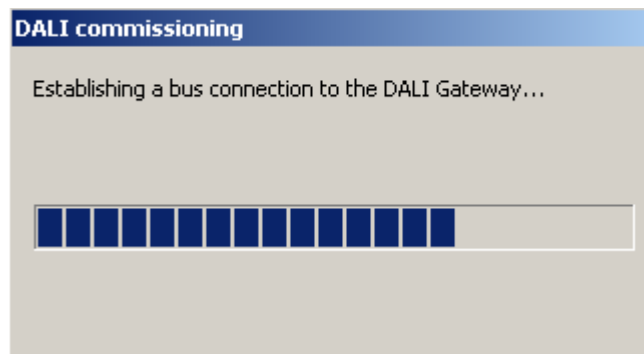 DALI commissioning
Establishing a bus connection to the DALI Gateway...